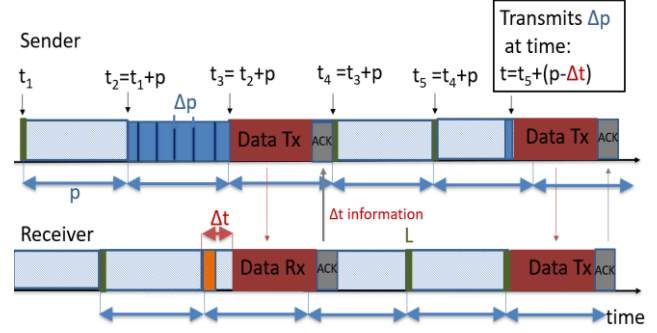 Transmits Δp
at time:
t=t₅+(p-Δt)
Sender
t₁
t₂=t₁+p
t₃= t₂+p
t₄=t₃+p
t₅=t₄+p
Δp
Data Tx
ACK
Data Tx
ACK
p
Δt
Δt information
Receiver
L
Data Rx
ACK
Data Tx
ACK
time